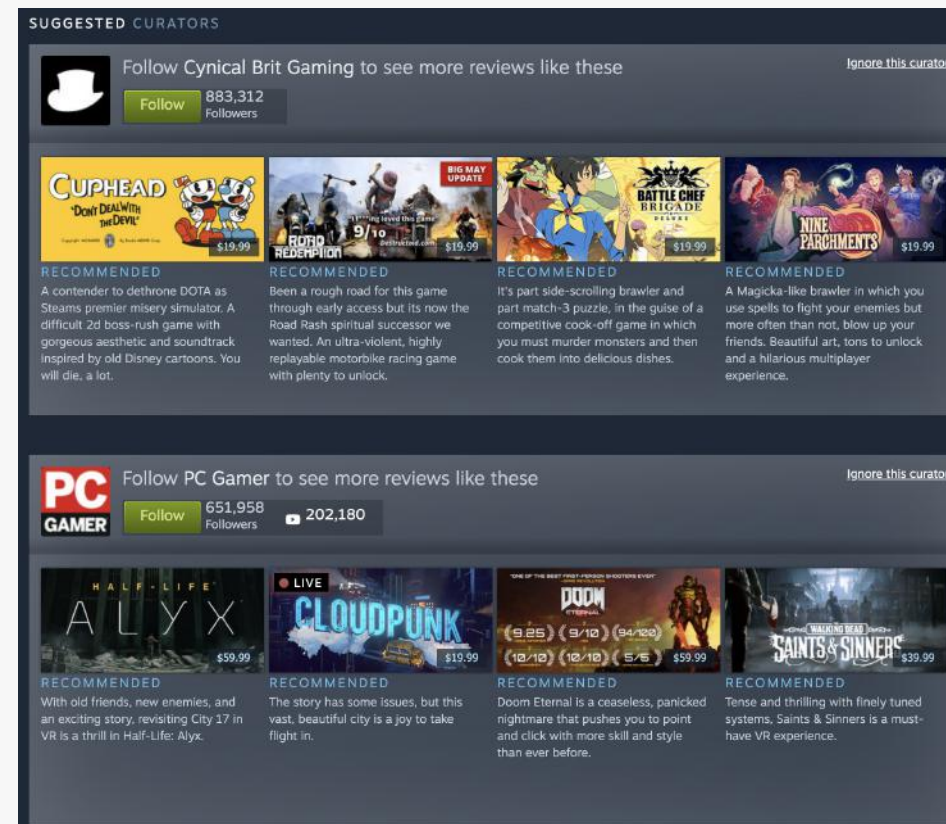 SUGGESTED CURATORS
Follow Cynical Brit Gaming to see more reviews like these
Ignore this curator
Follow
883,312
Followers
CUPHEAD
"DON'T DEAL WITH
THE DEVIL"
$19.99
BIG MAY
UPDATE
ing loved this game
9/10
Destructoid.com
ROAD
REDEMPTION
$19.99
BATTLE CHEF
BRIGADE
DELUXE
$19.99
NINE
PARCHMENTS
$19.99
RECOMMENDED
A contender to dethrone DOTA as
Steams premier misery simulator. A
difficult 2d boss-rush game with
gorgeous aesthetic and soundtrack
inspired by old Disney cartoons. You
will die, a lot.
RECOMMENDED
Been a rough road for this game
through early access but its now the
Road Rash spiritual successor we
wanted. An ultra-violent, highly
replayable motorbike racing game
with plenty to unlock.
RECOMMENDED
It's part side-scrolling brawler and
part match-3 puzzle, in the guise of a
competitive cook-off game in which
you must murder monsters and then
cook them into delicious dishes.
RECOMMENDED
A Magicka-like brawler in which you
use spells to fight your enemies but
more often than not, blow up your
friends. Beautiful art, tons to unlock
and a hilarious multiplayer
experience.
PC
GAMER
Follow PC Gamer to see more reviews like these
Ignore this curator
Follow
651,958
Followers
202,180
HALF-LIFE
ALYX
$59.99
LIVE
CLOUDPUNK
$19.99
"ONE OF THE BEST FIRST-PERSON SHOOTERS EVER"
DOOM
ETERNAL
9.25
9/10
94/100
10/10
10/10
5/5
$59.99
THE WALKING DEAD
SAINTS & SINNERS
$39.99
RECOMMENDED
With old friends, new enemies, and
an exciting story, revisiting City 17 in
VR is a thrill in Half-Life: Alyx.
RECOMMENDED
The story has some issues, but this
vast, beautiful city is a joy to take
flight in.
RECOMMENDED
Doom Eternal is a ceaseless, panicked
nightmare that pushes you to point
and click with more skill and style
than ever before.
RECOMMENDED
Tense and thrilling with finely tuned
systems, Saints & Sinners is a must-
have VR experience.